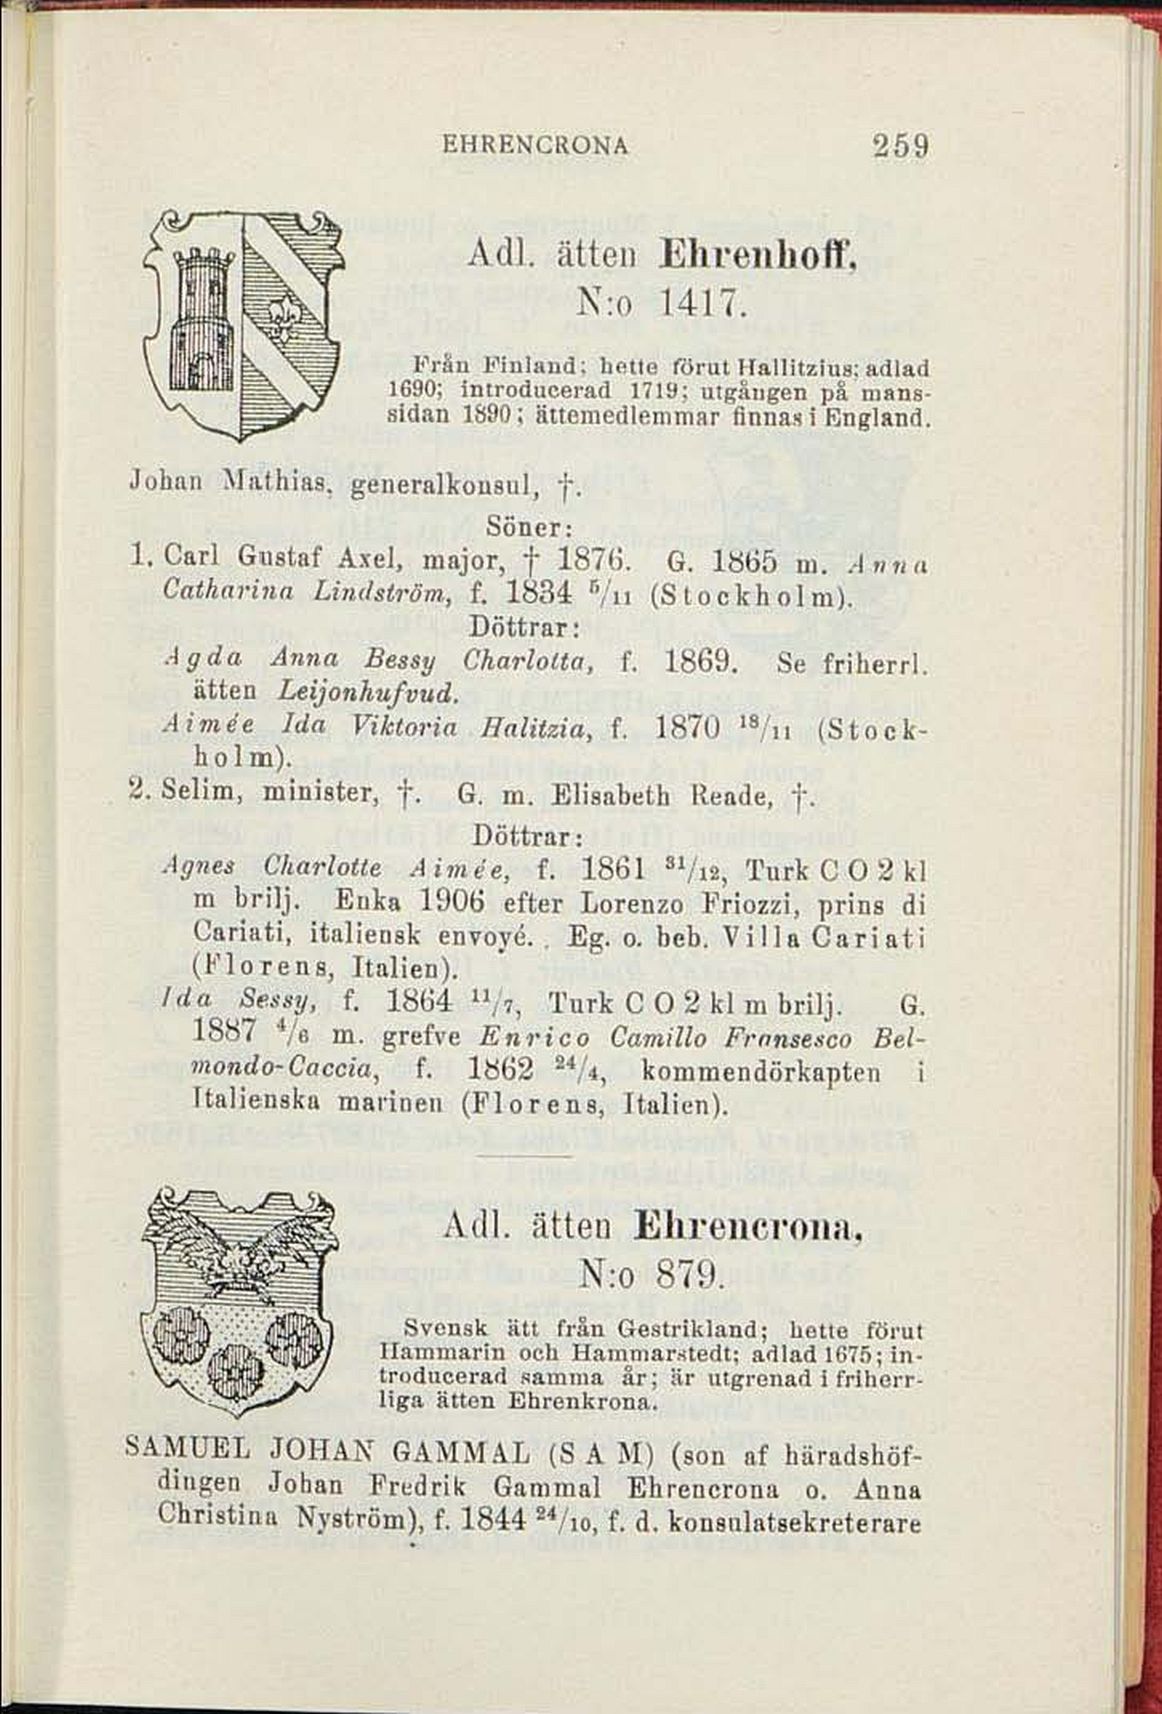 EHRENCRONA 259
Adl. ätten Ehrenhoff,
N:o 1417.
Från Finland; hette förut Hallitzius; adlad
1690; introducerad 1719; utgången på mans-
sidan 1890; ättemedlemmar finnas i England.
Johan Mathias, generalkonsul, †.
Söner:
1. Carl Gustaf Axel, major, † 1876. G. 1865 m. Anna
Catharina Lindström, f. 1834 5/11 (Stockholm).
Döttrar:
Agda Anna Bessy Charlotta, f. 1869. Se friherrl.
ätten Leijonhufvud.
Aimée Ida Viktoria Halitzia, f. 1870 18/11 (Stock-
holm).
2. Selim, minister, †. G. m. Elisabeth Reade, †.
Döttrar:
Agnes Charlotte Aimée, f. 1861 31/12, Turk C O 2 kl
m brilj. Enka 1906 efter Lorenzo Friozzi, prins di
Cariati, italiensk envoyé. Eg. o. beb. Villa Cariati
(Florens, Italien).
Ida Sessy, f. 1864 11/7, Turk C O 2 kl m brilj. G.
1887 4/6 m. grefve Enrico Camillo Fransesco Bel-
mondo-Caccia, f. 1862 24/4, kommendörkapten i
Italienska marinen (Florens, Italien).
Adl. ätten Ehrencrona,
N:o 879.
Svensk ätt från Gestrikland; hette förut
Hammarin och Hammarstedt; adlad 1675; in-
troducerad samma år; är utgrenad i friherr-
liga ätten Ehrenkrona.
SAMUEL JOHAN GAMMAL (S A M) (son af häradshöf-
dingen Johan Fredrik Gammal Ehrencrona o. Anna
Christina Nyström), f. 1844 24/10, f. d. konsulatsekreterare